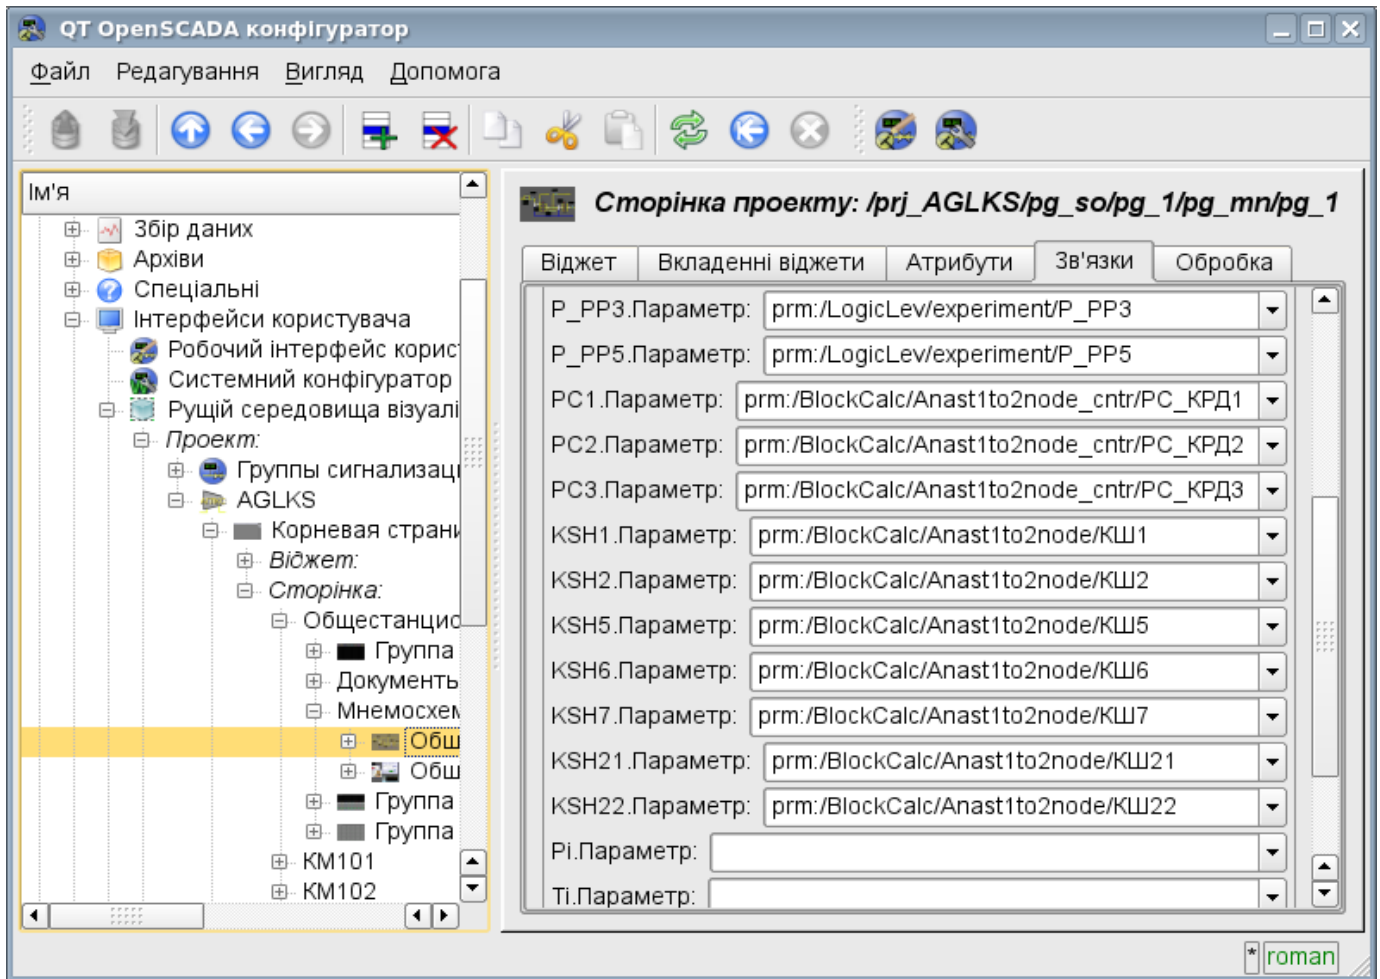 QT OpenSCADA конфігуратор
Файл Редагування Вигляд Допомога
Ім'я
Збір даних
Архіви
Спеціальні
Інтерфейси користувача
Робочий інтерфейс корис
Системний конфігуратор
Рущій середовища візуалі
Проект:
Группы сигнализац
AGLKS
Корневая страни
Віджет:
Сторінка:
Общестанцио
Группа
Документь
Мнемосхем
Общ
Общ
Группа
Группа
КМ101
КМ102
Сторінка проекту: /prj_AGLKS/pg_so/pg_1/pg_mn/pg_1
Віджет Вкладенні віджети Атрибути Зв'язки Обробка
P_PP3.Параметр: prm:/LogicLev/experiment/P_PP3
P_PP5.Параметр: prm:/LogicLev/experiment/P_PP5
PC1.Параметр: prm:/BlockCalc/Anast1to2node_cntr/PC_КРД1
PC2.Параметр: prm:/BlockCalc/Anast1to2node_cntr/PC_КРД2
PC3.Параметр: prm:/BlockCalc/Anast1to2node_cntr/PC_КРД3
KSH1.Параметр: prm:/BlockCalc/Anast1to2node/КШ1
KSH2.Параметр: prm:/BlockCalc/Anast1to2node/КШ2
KSH5.Параметр: prm:/BlockCalc/Anast1to2node/КШ5
KSH6.Параметр: prm:/BlockCalc/Anast1to2node/КШ6
KSH7.Параметр: prm:/BlockCalc/Anast1to2node/КШ7
KSH21.Параметр: prm:/BlockCalc/Anast1to2node/КШ21
KSH22.Параметр: prm:/BlockCalc/Anast1to2node/КШ22
Pi.Параметр:
Ti.Параметр:
* roman